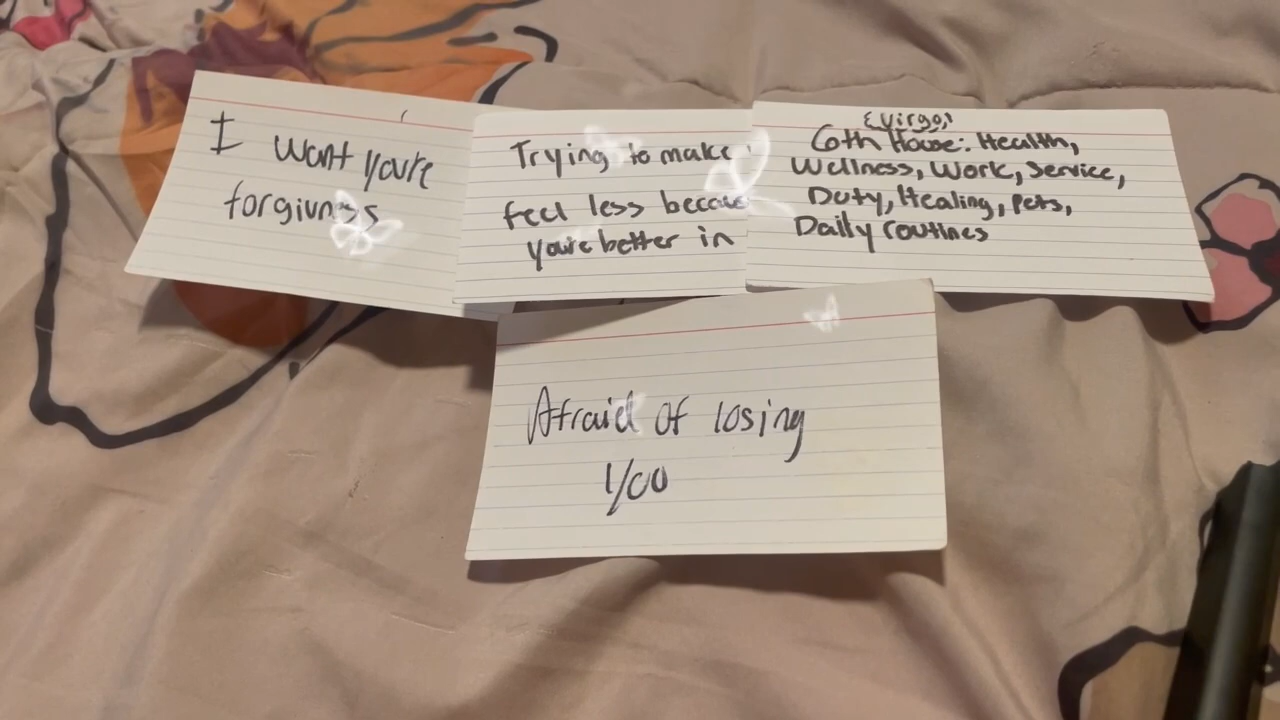 I want you're
forgivness
Trying to make
feel less because
you're better in
{Virgo}
6th House: Health,
Wellness, Work, Service,
Duty, Healing, Pets,
Daily routines
Afraid of losing
you